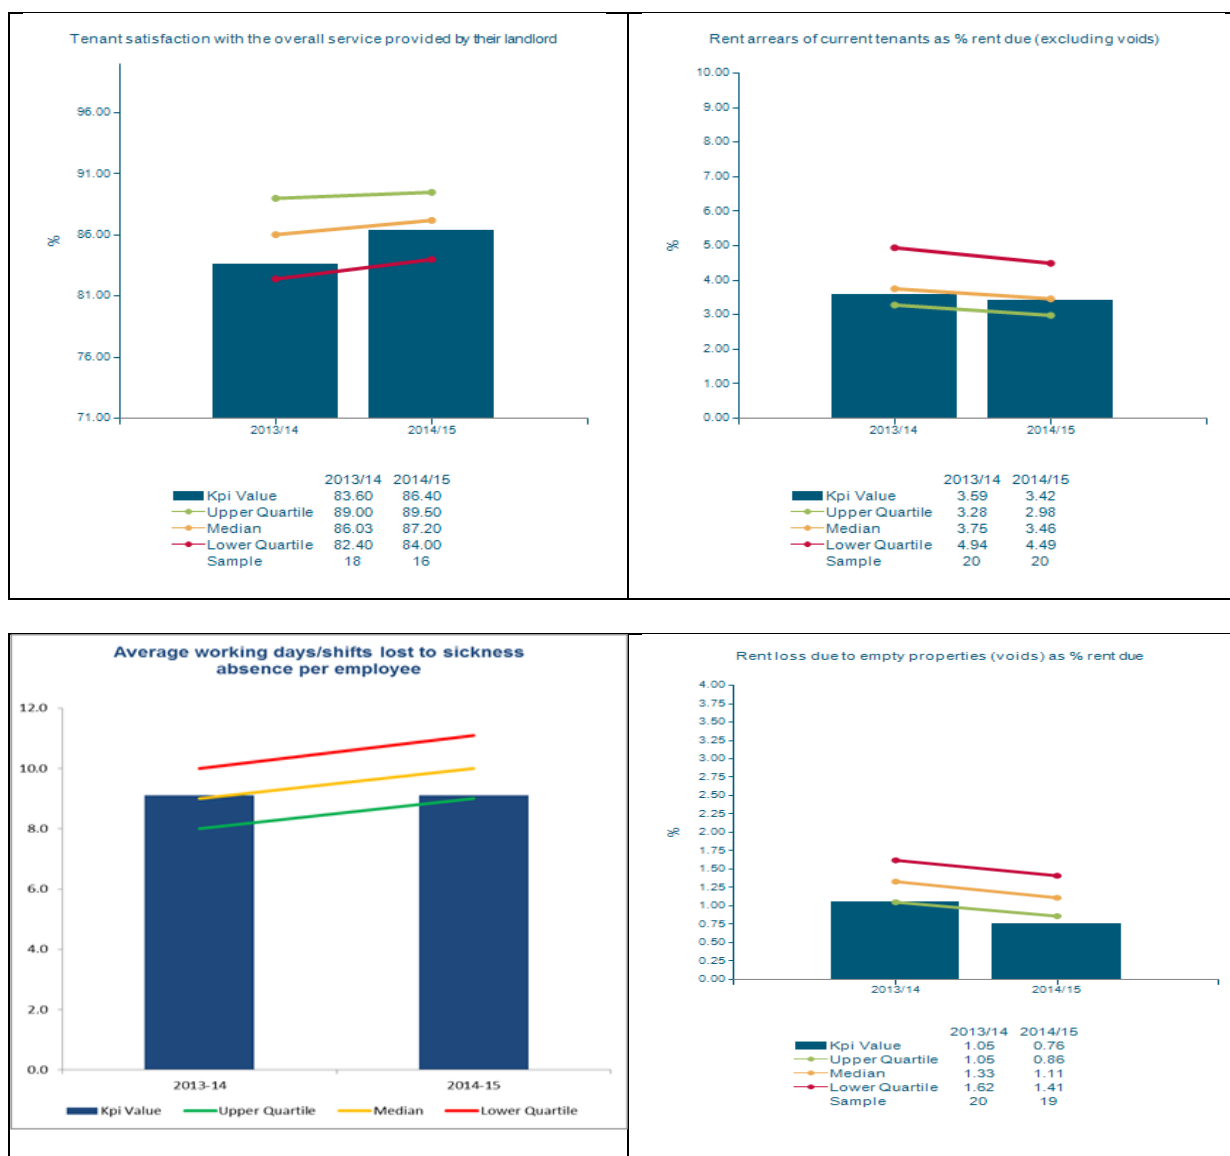 Tenant satisfaction with the overall service provided by their landlord
96.00
91.00
86.00
81.00
76.00
71.00
%
2013/14 2014/15
2013/14 2014/15
Kpi Value 83.60 86.40
Upper Quartile 89.00 89.50
Median 86.03 87.20
Lower Quartile 82.40 84.00
Sample 18 16
Rent arrears of current tenants as % rent due (excluding voids)
10.00
9.00
8.00
7.00
6.00
5.00
4.00
3.00
2.00
1.00
0.00
%
2013/14 2014/15
2013/14 2014/15
Kpi Value 3.59 3.42
Upper Quartile 3.28 2.98
Median 3.75 3.46
Lower Quartile 4.94 4.49
Sample 20 20
Average working days/shifts lost to sickness
absence per employee
12.0
10.0
8.0
6.0
4.0
2.0
0.0
2013-14 2014-15
Kpi Value Upper Quartile Median Lower Quartile
Rent loss due to empty properties (voids) as % rent due
4.00
3.75
3.50
3.25
3.00
2.75
2.50
2.25
2.00
1.75
1.50
1.25
1.00
0.75
0.50
0.25
0.00
%
2013/14 2014/15
2013/14 2014/15
Kpi Value 1.05 0.76
Upper Quartile 1.05 0.86
Median 1.33 1.11
Lower Quartile 1.62 1.41
Sample 20 19